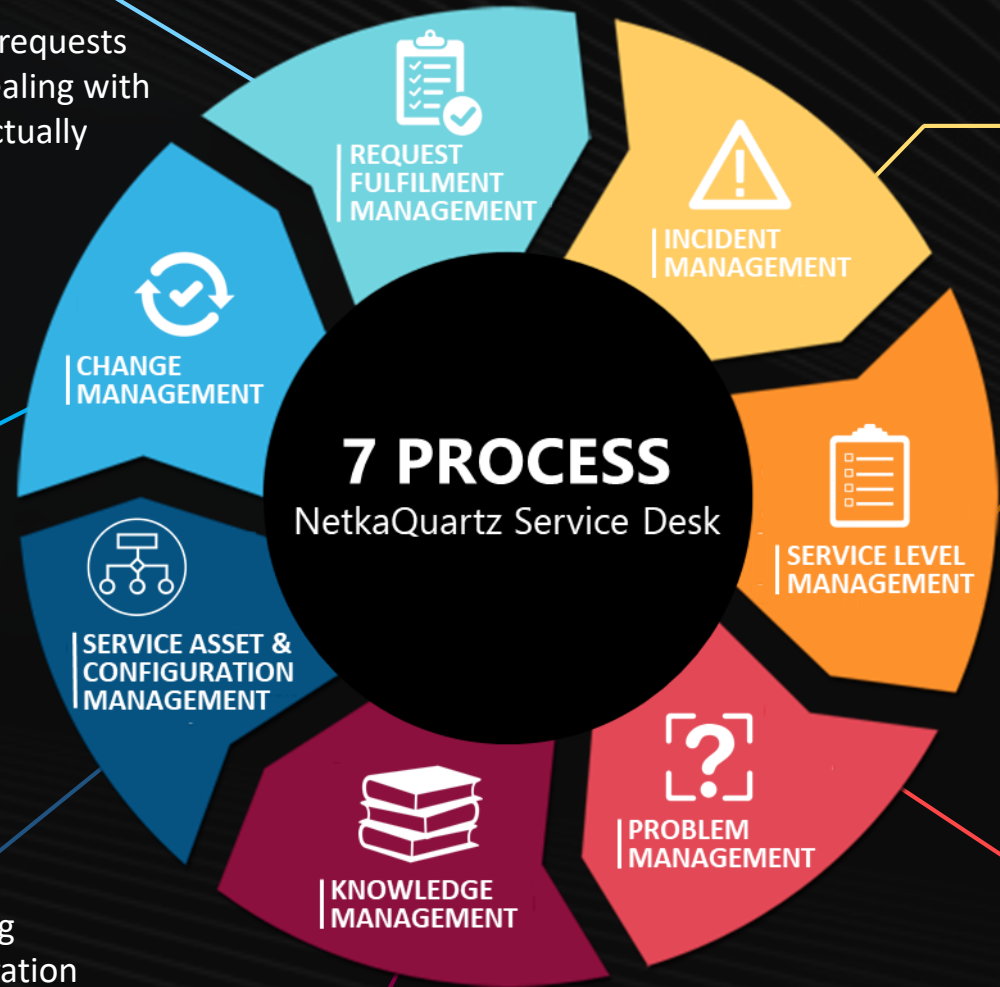 requests
ealing with
ctually
REQUEST
FULFILMENT
MANAGEMENT
INCIDENT
MANAGEMENT
CHANGE
MANAGEMENT
7 PROCESS
NetkaQuartz Service Desk
SERVICE LEVEL
MANAGEMENT
SERVICE ASSET &
CONFIGURATION
MANAGEMENT
PROBLEM
MANAGEMENT
KNOWLEDGE
MANAGEMENT
g
ation